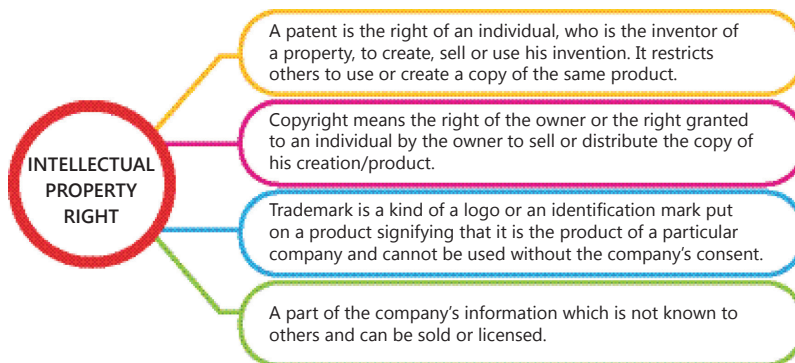 A patent is the right of an individual, who is the inventor of
a property, to create, sell or use his invention. It restricts
others to use or create a copy of the same product.
Copyright means the right of the owner or the right granted
to an individual by the owner to sell or distribute the copy of
his creation/product.
INTELLECTUAL
PROPERTY
RIGHT
Trademark is a kind of a logo or an identification mark put
on a product signifying that it is the product of a particular
company and cannot be used without the company's consent.
A part of the company's information which is not known to
others and can be sold or licensed.